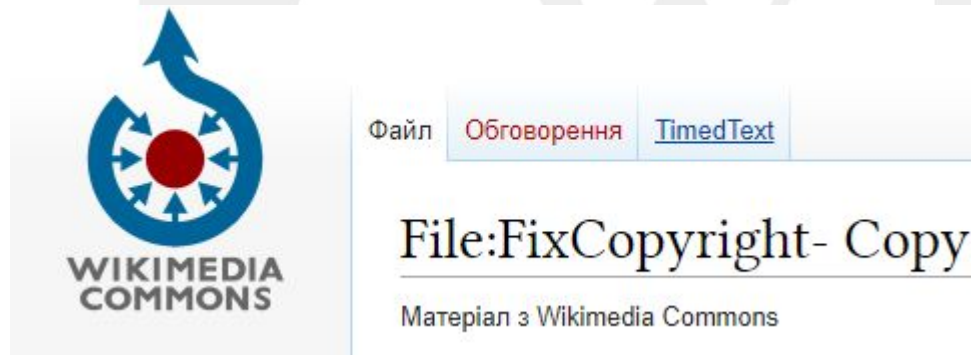 WIKIMEDIA
COMMONS
Файл Обговорення TimedText
File:FixCopyright- Copy
Матеріал з Wikimedia Commons